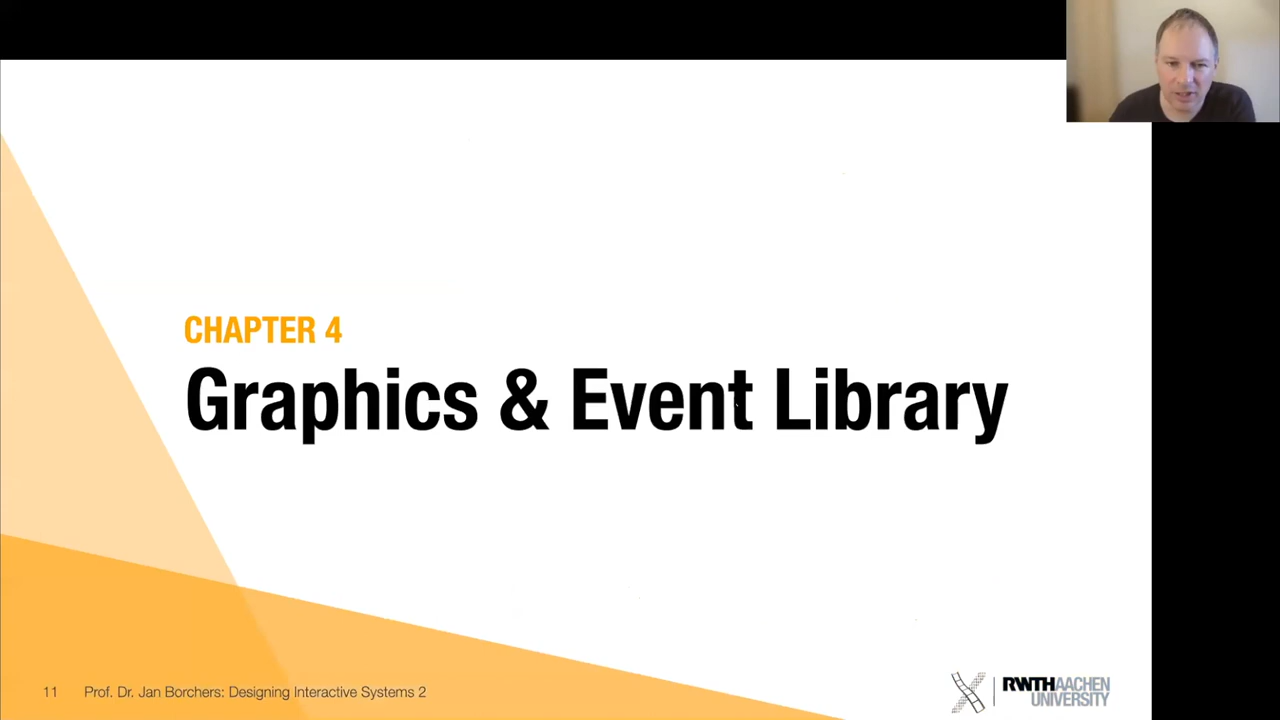 CHAPTER 4
Graphics & Event Library
11 Prof. Dr. Jan Borchers: Designing Interactive Systems 2
RWTH AACHEN
UNIVERSITY